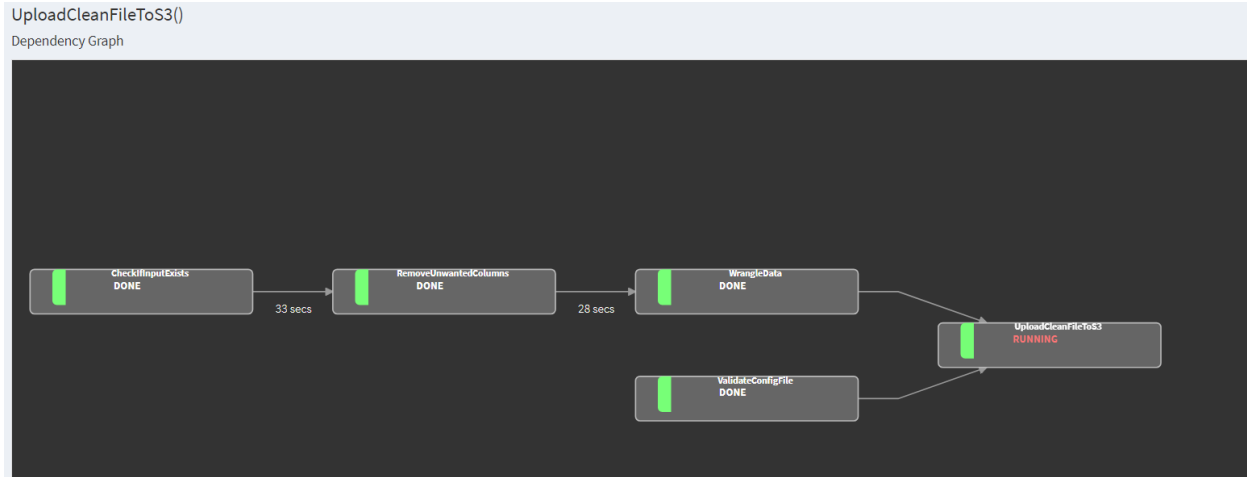 UploadCleanFileToS3()
Dependency Graph
CheckIfInputExists
DONE
33 secs
RemoveUnwantedColumns
DONE
28 secs
WrangleData
DONE
ValidateConfigFile
DONE
UploadCleanFileToS3
RUNNING